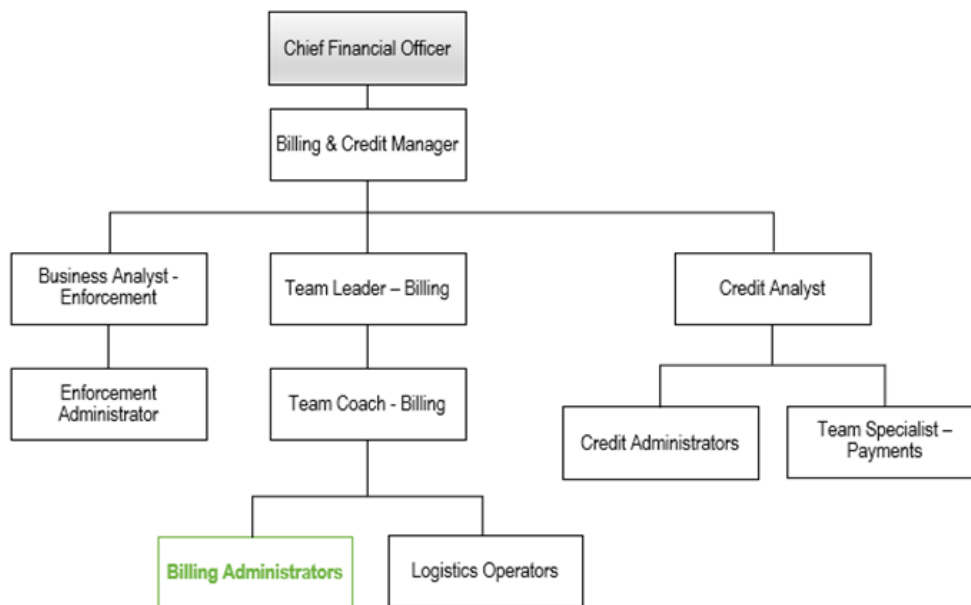 Chief Financial Officer
Billing & Credit Manager
Business Analyst -
Enforcement
Team Leader – Billing
Credit Analyst
Enforcement
Administrator
Team Coach - Billing
Credit Administrators
Team Specialist –
Payments
Billing Administrators
Logistics Operators